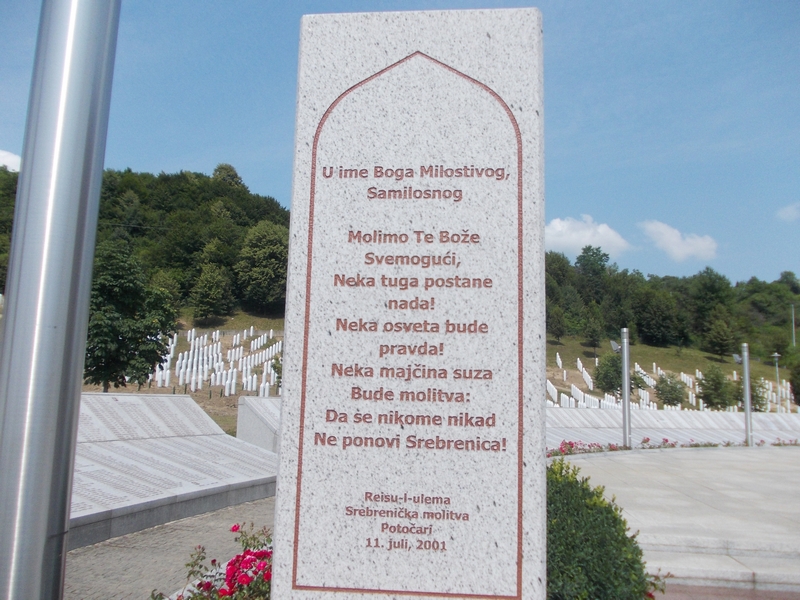 U ime Boga Milostivog,
Samilosnog
Molimo Te Bože
Svemogući,
Neka tuga postane
nada!
Neka osveta bude
pravda!
Neka majčina suza
Bude molitva:
Da se nikome nikad
Ne ponovi Srebrenica!
Reisu-l-ulema
Srebrenička molitva
Potočari
11. juli, 2001